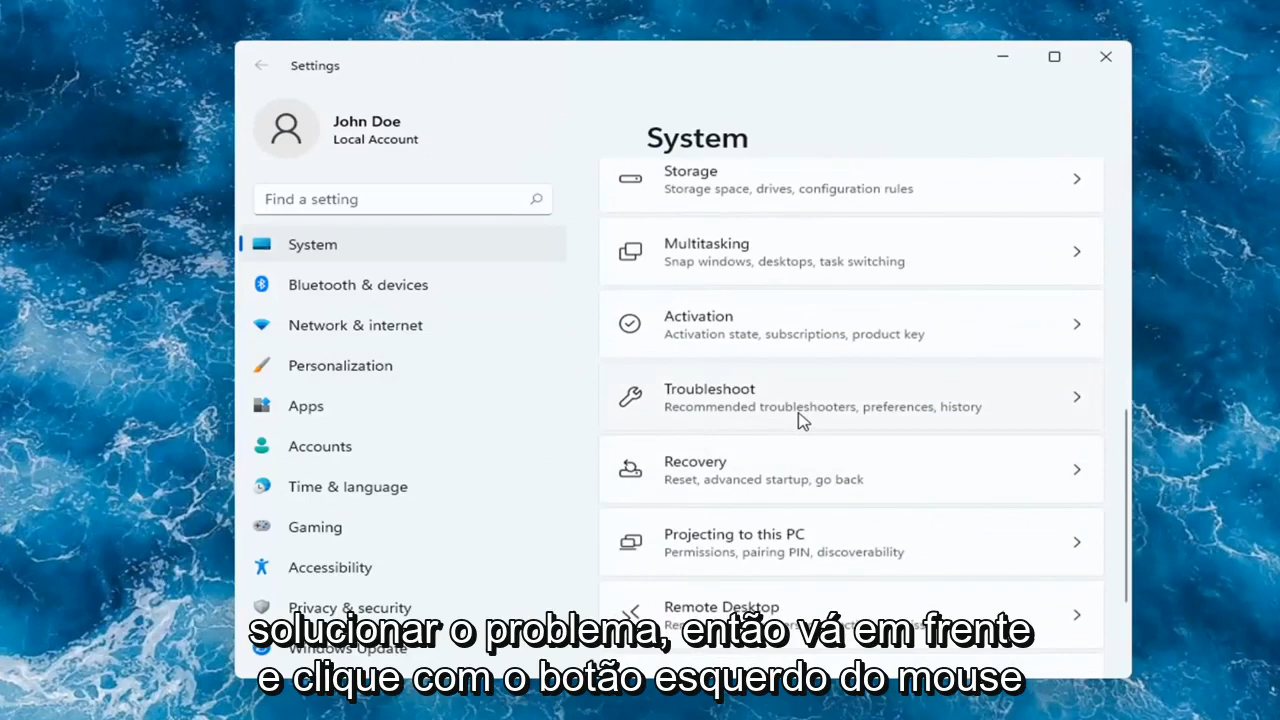 Settings
John Doe
Local Account
Find a setting
System
Bluetooth & devices
Network & internet
Personalization
Apps
Accounts
Time & language
Gaming
Accessibility
Privacy & security
Windows Update
System
Storage
Storage space, drives, configuration rules
Multitasking
Snap windows, desktops, task switching
Activation
Activation state, subscriptions, product key
Troubleshoot
Recommended troubleshooters, preferences, history
Recovery
Reset, advanced startup, go back
Projecting to this PC
Permissions, pairing PIN, discoverability
Remote Desktop
solucionar o problema, então vá em frente
e clique com o botão esquerdo do mouse